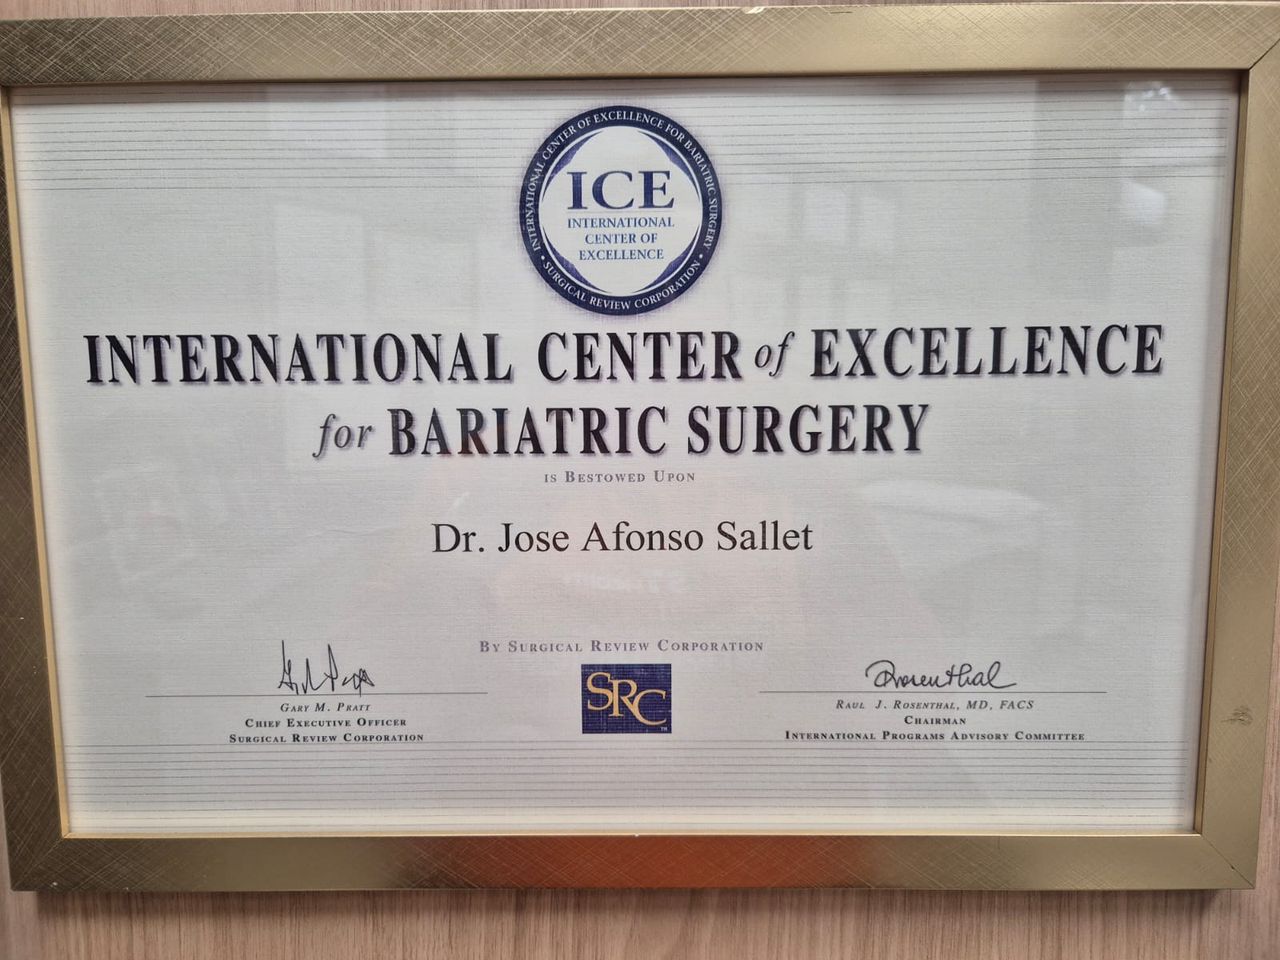 INTERNATIONAL CENTER OF EXCELLENCE FOR BARIATRIC SURGERY
ICE
INTERNATIONAL
CENTER OF
EXCELLENCE
• SURGICAL REVIEW CORPORATION •
INTERNATIONAL CENTER of EXCELLENCE
for BARIATRIC SURGERY
IS BESTOWED UPON
Dr. Jose Afonso Sallet
BY SURGICAL REVIEW CORPORATION
SRC
TM
GARY M. PRATT
CHIEF EXECUTIVE OFFICER
SURGICAL REVIEW CORPORATION
Rosenthal
RAUL J. ROSENTHAL, MD, FACS
CHAIRMAN
INTERNATIONAL PROGRAMS ADVISORY COMMITTEE